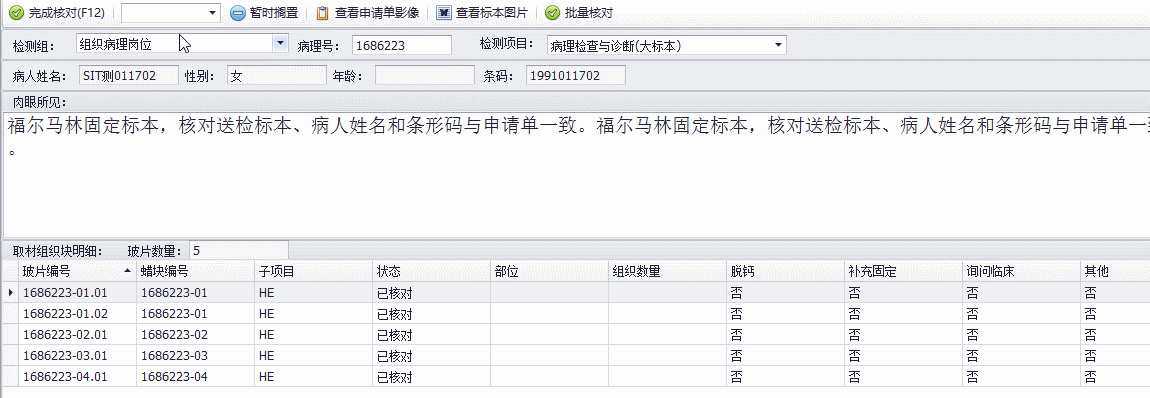 完成核对(F12) 暂时搁置 查看申请单影像 查看标本图片 批量核对
检测组： 组织病理岗位 病理号： 1686223 检测项目： 病理检查与诊断(大标本)
病人姓名： SIT测011702 性别： 女 年龄： 条码： 1991011702
肉眼所见：
福尔马林固定标本，核对送检标本、病人姓名和条形码与申请单一致。福尔马林固定标本，核对送检标本、病人姓名和条形码与申请单一致
。
取材组织块明细： 玻片数量： 5
玻片编号 蜡块编号 子项目 状态 部位 组织数量 脱钙 补充固定 询问临床 其他
1686223-01.01 1686223-01 HE 已核对 否 否 否 否
1686223-01.02 1686223-01 HE 已核对 否 否 否 否
1686223-02.01 1686223-02 HE 已核对 否 否 否 否
1686223-03.01 1686223-03 HE 已核对 否 否 否 否
1686223-04.01 1686223-04 HE 已核对 否 否 否 否